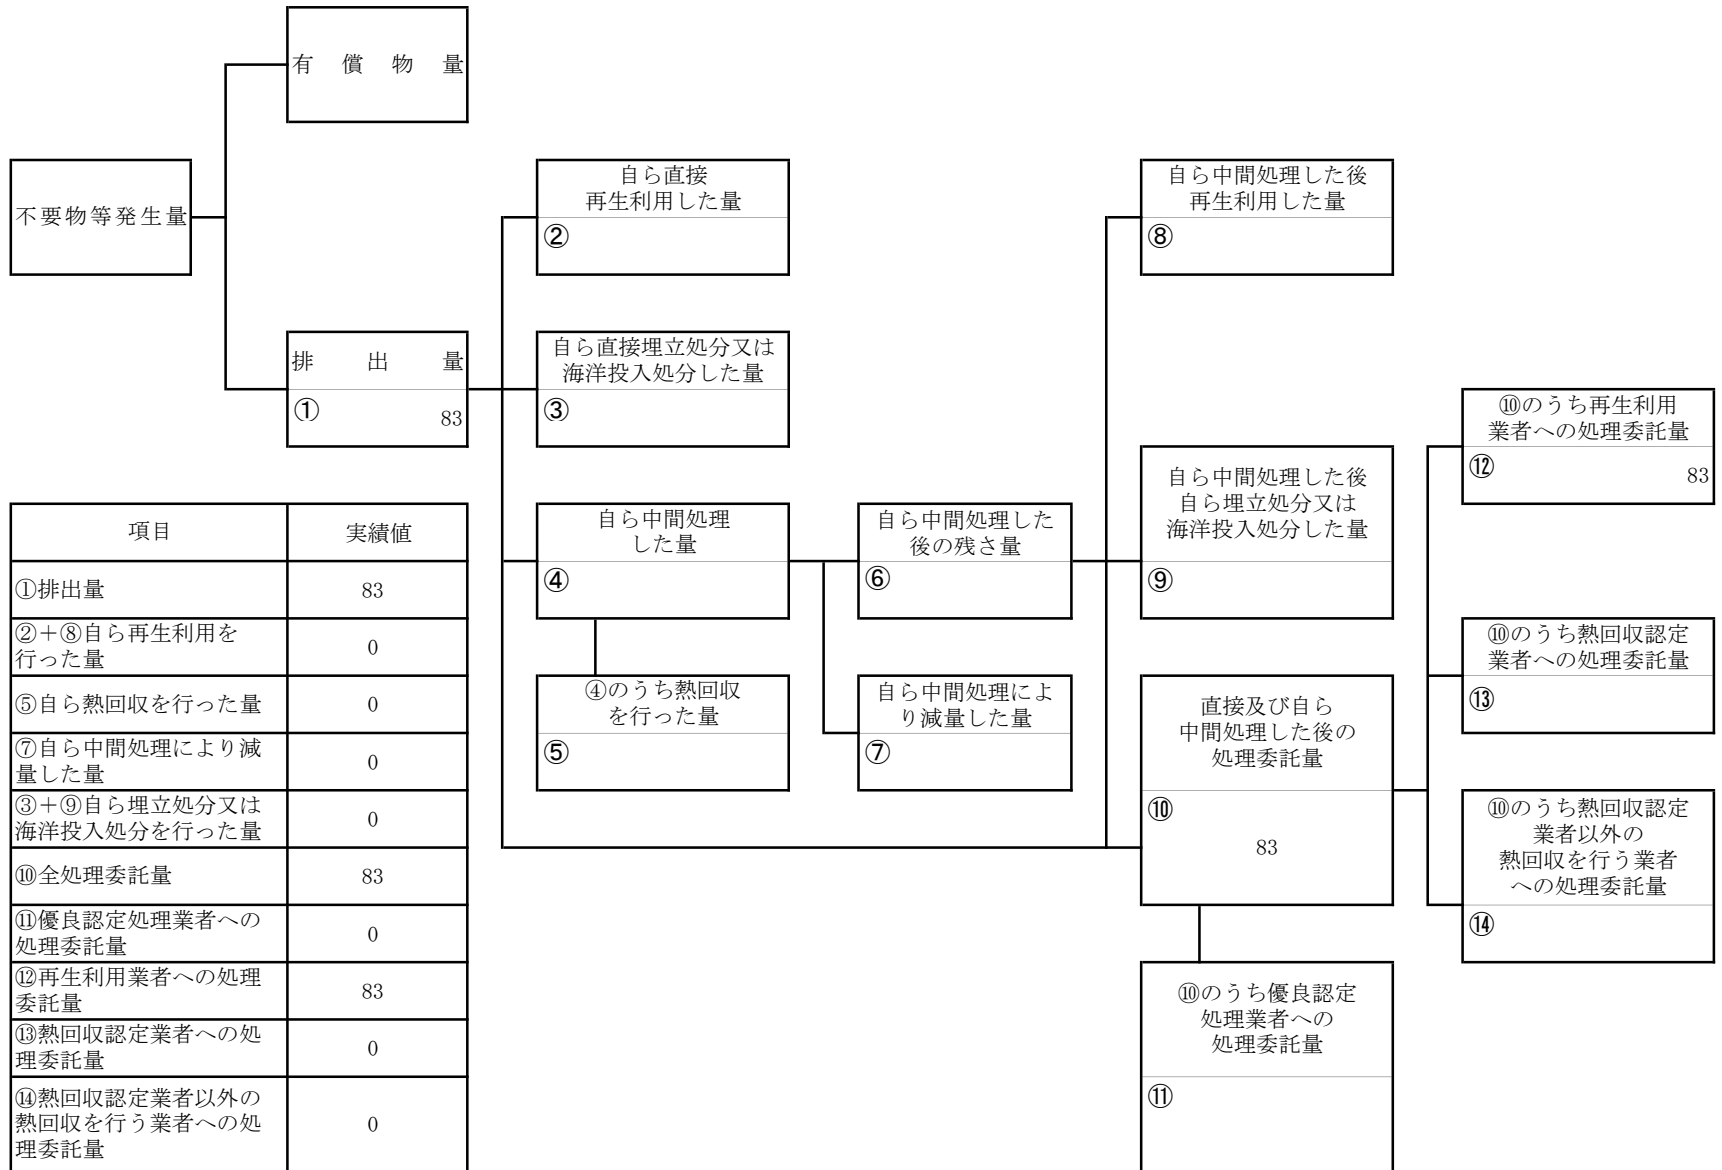 有償物量
不要物等発生量
排出量
①
83
自ら直接
再生利用した量
②
自ら直接埋立処分又は
海洋投入処分した量
③
自ら中間処理
した量
④
④のうち熱回収
を行った量
⑤
自ら中間処理した
後の残さ量
⑥
自ら中間処理によ
り減量した量
⑦
自ら中間処理した後
再生利用した量
⑧
自ら中間処理した後
自ら埋立処分又は
海洋投入処分した量
⑨
直接及び自ら
中間処理した後の
処理委託量
⑩
83
⑩のうち優良認定
処理業者への
処理委託量
⑪
⑩のうち再生利用
業者への処理委託量
⑫
83
⑩のうち熱回収認定
業者への処理委託量
⑬
⑩のうち熱回収認定
業者以外の
熱回収を行う業者
への処理委託量
⑭
項目
実績値
①排出量
83
②+⑧自ら再生利用を
行った量
0
⑤自ら熱回収を行った量
0
⑦自ら中間処理により減
量した量
0
③+⑨自ら埋立処分又は
海洋投入処分を行った量
0
⑩全処理委託量
83
⑪優良認定処理業者への
処理委託量
0
⑫再生利用業者への処理
委託量
83
⑬熱回収認定業者への処
理委託量
0
⑭熱回収認定業者以外の
熱回収を行う業者への処
理委託量
0